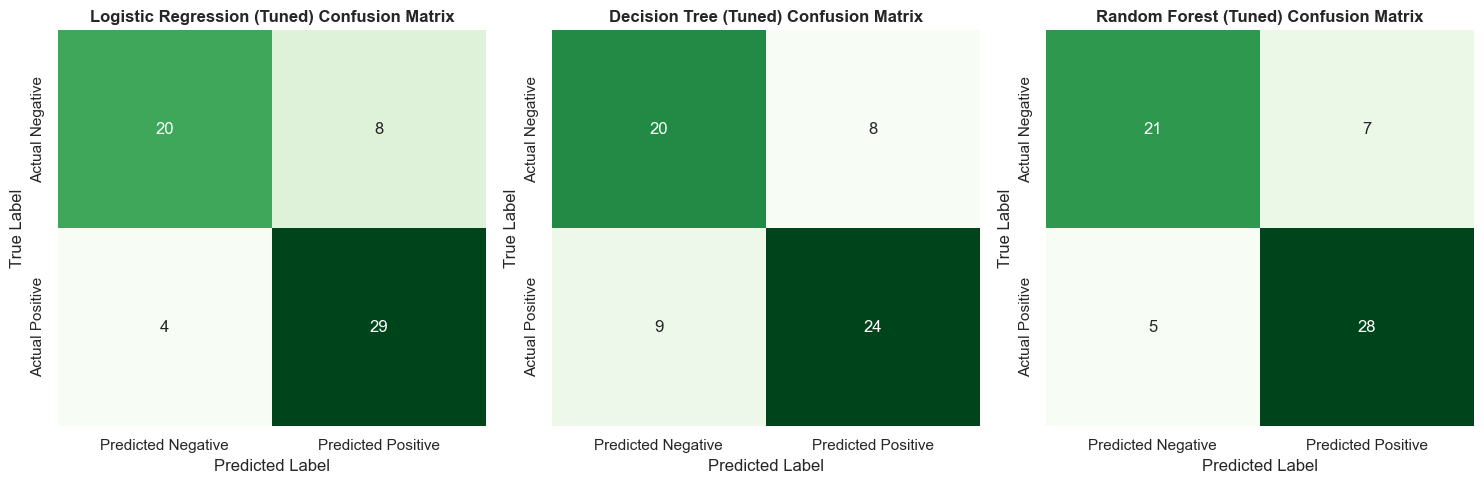 Logistic Regression (Tuned) Confusion Matrix
True Label
Actual Negative
Actual Positive
20
8
4
29
Predicted Negative
Predicted Positive
Predicted Label
Decision Tree (Tuned) Confusion Matrix
True Label
Actual Negative
Actual Positive
20
8
9
24
Predicted Negative
Predicted Positive
Predicted Label
Random Forest (Tuned) Confusion Matrix
True Label
Actual Negative
Actual Positive
21
7
5
28
Predicted Negative
Predicted Positive
Predicted Label